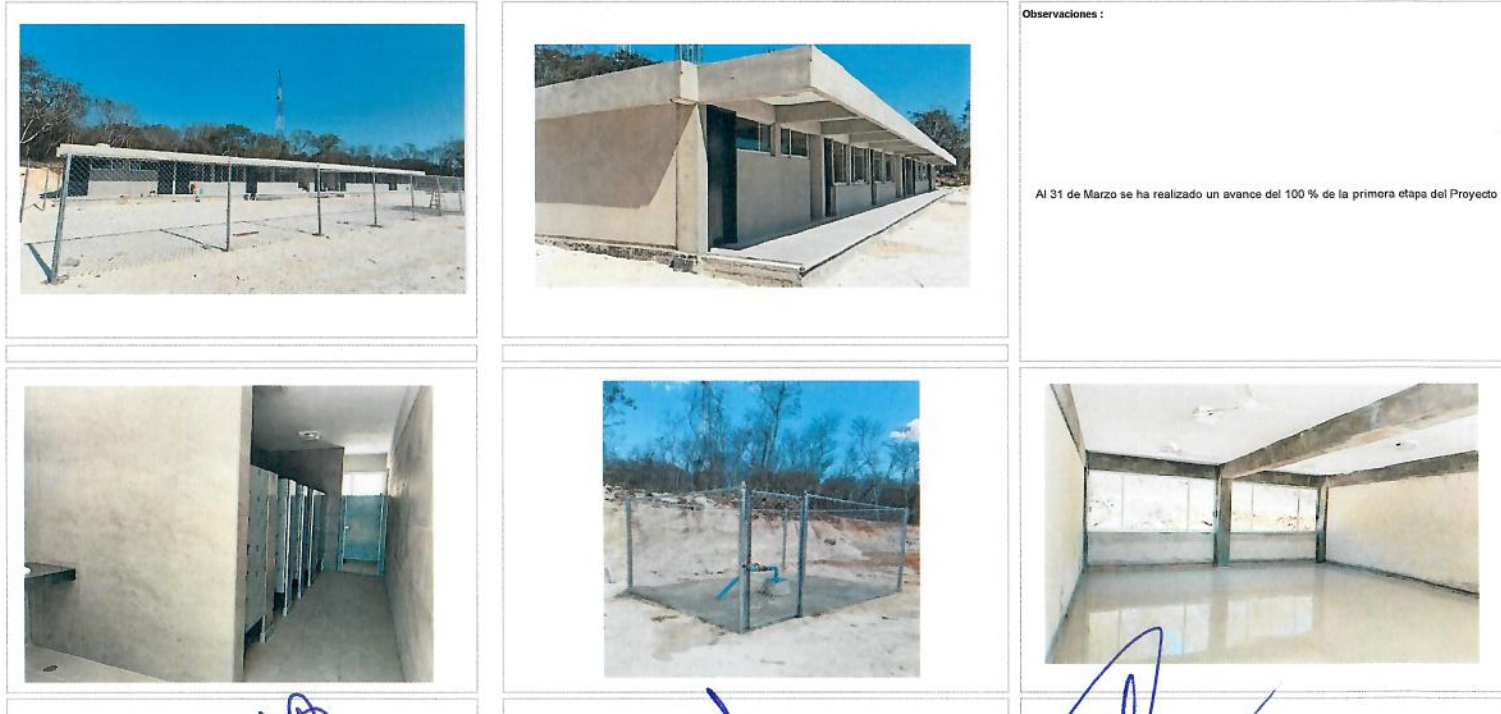 Observaciones :
Al 31 de Marzo se ha realizado un avance del 100 % de la primera etapa del Proyecto